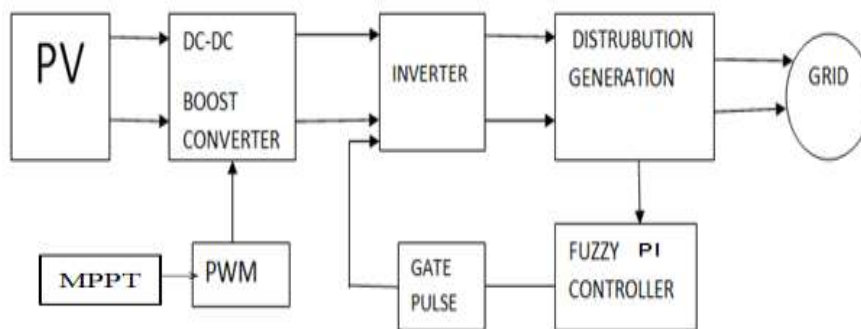 PV
DC-DC
BOOST
CONVERTER
INVERTER
DISTRUBUTION
GENERATION
GRID
MPPT
PWM
GATE
PULSE
FUZZY PI
CONTROLLER